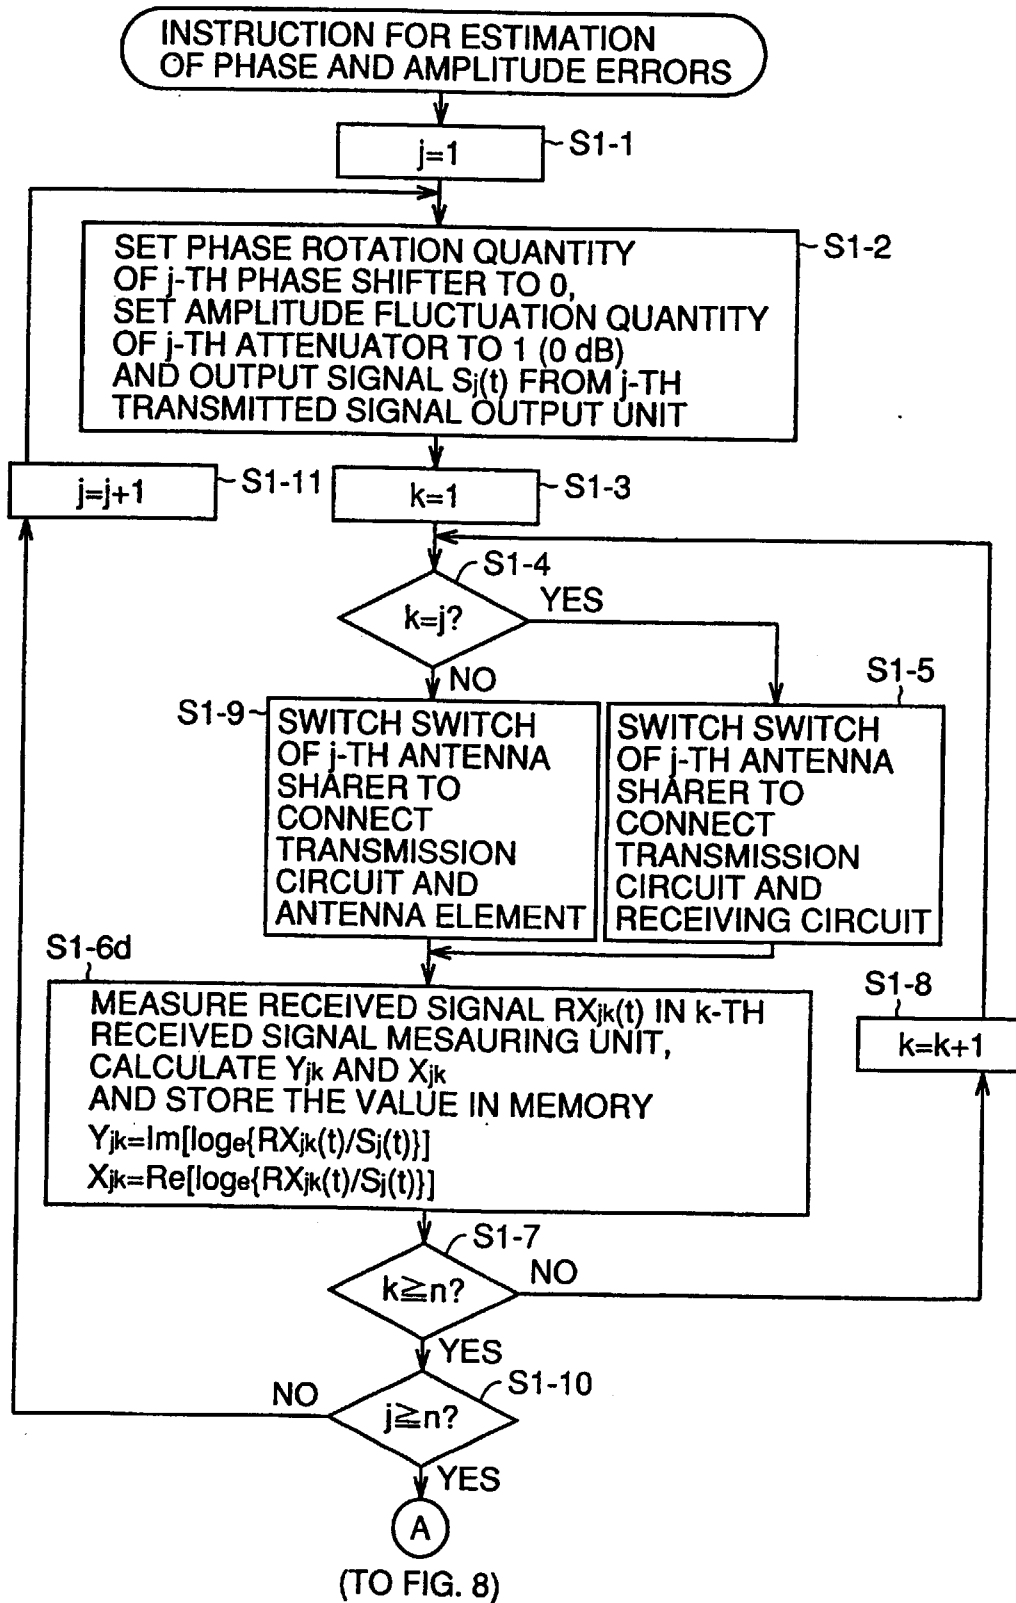 INSTRUCTION FOR ESTIMATION
OF PHASE AND AMPLITUDE ERRORS
j=1
S1-1
SET PHASE ROTATION QUANTITY
OF j-TH PHASE SHIFTER TO 0,
SET AMPLITUDE FLUCTUATION QUANTITY
OF j-TH ATTENUATOR TO 1 (0 dB)
AND OUTPUT SIGNAL Sj(t) FROM j-TH
TRANSMITTED SIGNAL OUTPUT UNIT
S1-2
j=j+1
S1-11
k=1
S1-3
S1-4
k=j?
YES
NO
S1-9
SWITCH SWITCH
OF j-TH ANTENNA
SHARER TO
CONNECT
TRANSMISSION
CIRCUIT AND
ANTENNA ELEMENT
S1-5
SWITCH SWITCH
OF j-TH ANTENNA
SHARER TO
CONNECT
TRANSMISSION
CIRCUIT AND
RECEIVING CIRCUIT
S1-6d
MEASURE RECEIVED SIGNAL RXjk(t) IN k-TH
RECEIVED SIGNAL MESAURING UNIT,
CALCULATE Yjk AND Xjk
AND STORE THE VALUE IN MEMORY
Yjk=Im[loge{RXjk(t)/Sj(t)}]
Xjk=Re[loge{RXjk(t)/Sj(t)}]
S1-8
k=k+1
S1-7
k≧n?
NO
YES
S1-10
j≧n?
NO
YES
A
(TO FIG. 8)